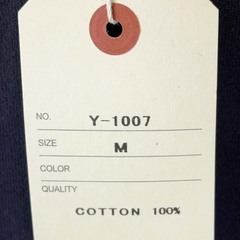 NO. Y-1007
SIZE M
COLOR
QUALITY
COTTON 100%